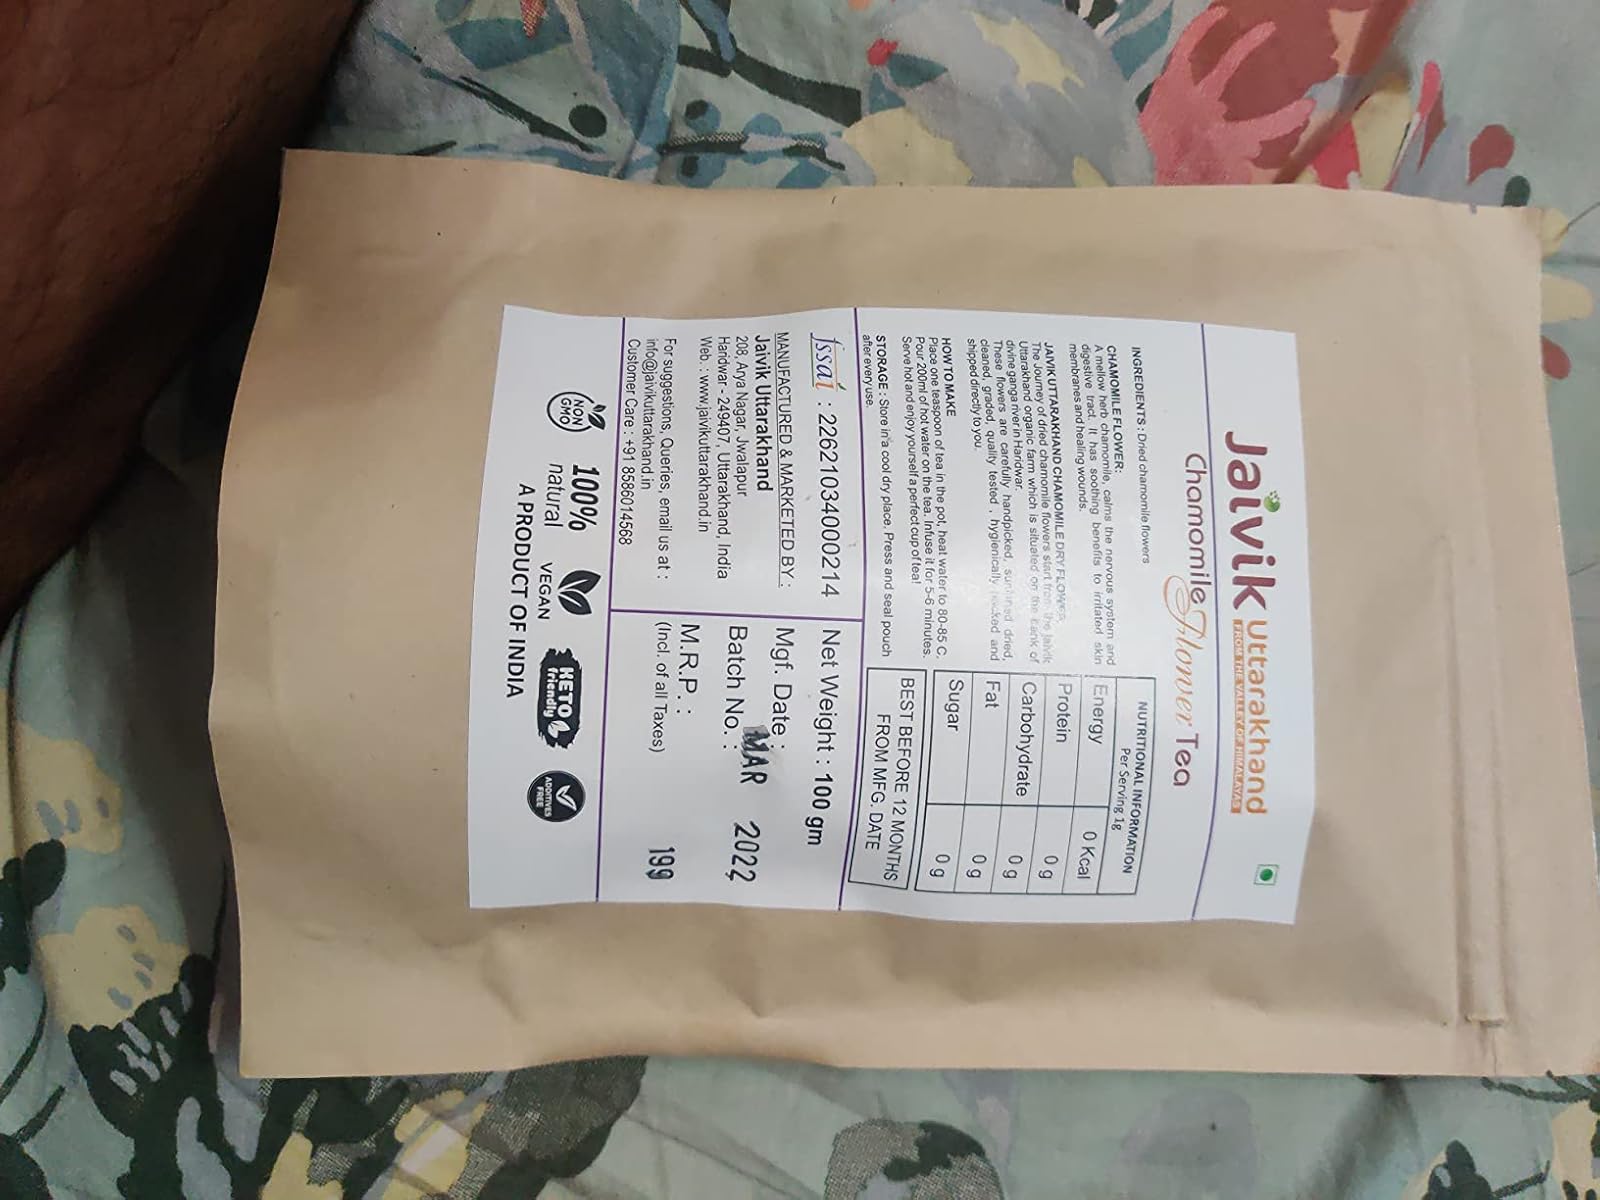 Jaivik Uttarakhand
FROM THE VALLEY OF HIMALAYAS
Chamomile Flower Tea
INGREDIENTS : Dried chamomile flowers
CHAMOMILE FLOWER:
A mellow herb chamomile, calms the nervous system and
digestive tract. It has soothing benefits to irritated skin
membranes and healing wounds.
JAIVIK UTTARAKHAND CHAMOMILE DRY FLOWER
The Journey of dried chamomile flowers start from the Jaivik
Uttarakhand organic farm which is situated on the bank of
divine ganga river in Haridwar.
These flowers are carefully handpicked, sundried dried,
cleaned, graded, quality tested , hygienically packed and
shipped directly to you.
HOW TO MAKE
Place one teaspoon of tea in the pot, heat water to 80-85 C.
Pour 200ml of hot water on the tea. Infuse it for 5-6 minutes.
Serve hot and enjoy yourself a perfect cup of tea!
STORAGE : Store in a cool dry place. Press and seal pouch
after every use.
NUTRITIONAL INFORMATION
Per Serving 1g
Energy 0 Kcal
Protein 0 g
Carbohydrate 0 g
Fat 0 g
Sugar 0 g
BEST BEFORE 12 MONTHS
FROM MFG. DATE
fssai : 22621034000214
MANUFACTURED & MARKETED BY :
Jaivik Uttarakhand
208, Arya Nagar, Jwalapur
Haridwar - 249407, Uttarakhand, India
Web. : www.jaivikuttarakhand.in
For suggestions, Queries, email us at :
info@jaivikuttarakhand.in
Customer Care : +91 8586014568
Net Weight : 100 gm
Mgf. Date :
MAR 2022
Batch No. :
M.R.P. : 199
(Incl. of all Taxes)
NON GMO
100% natural
VEGAN
KETO friendly
ADDITIVES FREE
A PRODUCT OF INDIA